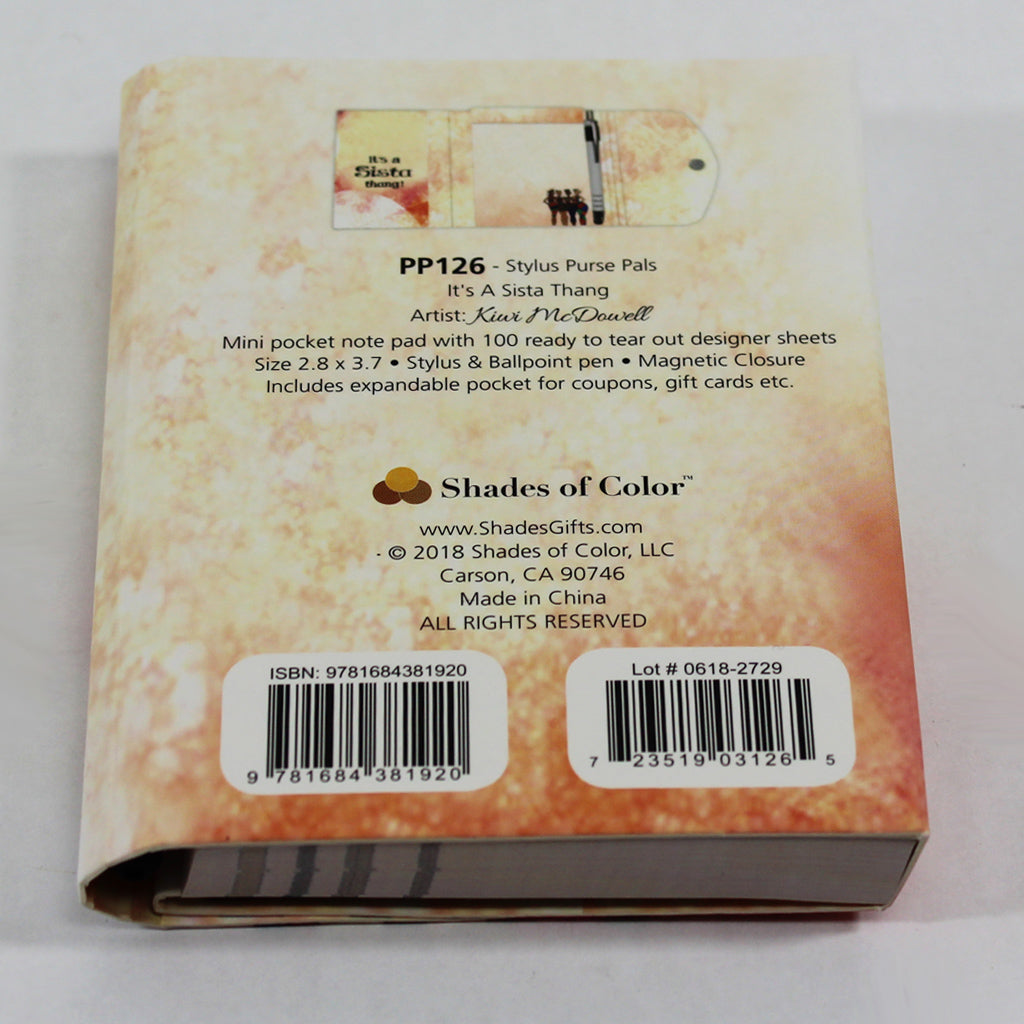 It's a
Sista
thang!
PP126 - Stylus Purse Pals
It's A Sista Thang
Artist: Kiwi McDowell
Mini pocket note pad with 100 ready to tear out designer sheets
Size 2.8 x 3.7 • Stylus & Ballpoint pen • Magnetic Closure
Includes expandable pocket for coupons, gift cards etc.
Shades of Color™
www.ShadesGifts.com
© 2018 Shades of Color, LLC
Carson, CA 90746
Made in China
ALL RIGHTS RESERVED
ISBN: 9781684381920
9 781684 381920
Lot # 0618-2729
7 23519 03126 5